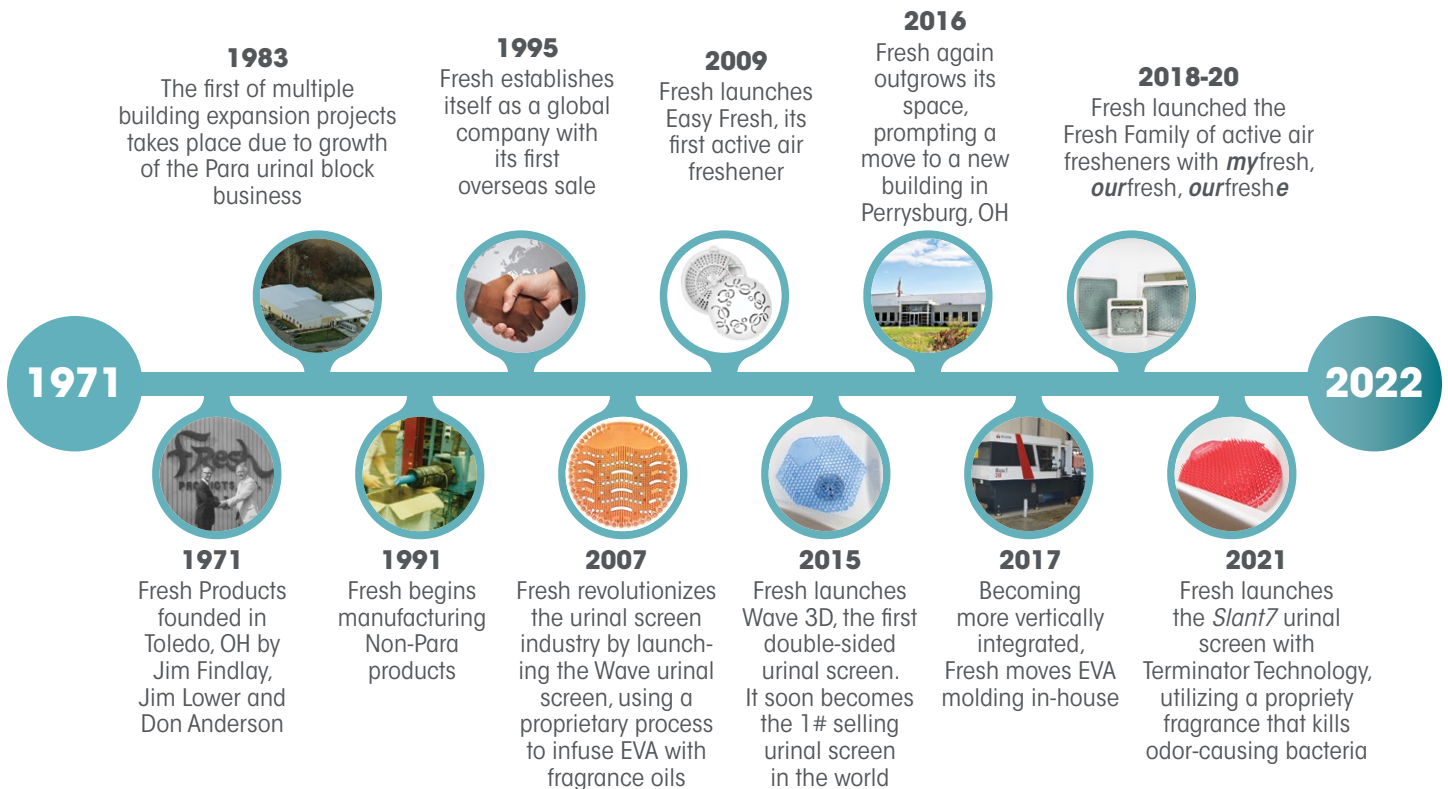 1983
The first of multiple
building expansion projects
takes place due to growth
of the Para urinal block
business
1995
Fresh establishes
itself as a global
company with
its first
overseas sale
2009
Fresh launches
Easy Fresh, its
first active air
freshener
2016
Fresh again
outgrows its
space,
prompting a
move to a new
building in
Perrysburg, OH
2018-20
Fresh launched the
Fresh Family of active air
fresheners with myfresh,
ourfresh, ourfreshe
1971
2022
Fresh
PRODUCTS
1971
Fresh Products
founded in
Toledo, OH by
Jim Findlay,
Jim Lower and
Don Anderson
1991
Fresh begins
manufacturing
Non-Para
products
2007
Fresh revolutionizes
the urinal screen
industry by launch-
ing the Wave urinal
screen, using a
proprietary process
to infuse EVA with
fragrance oils
2015
Fresh launches
Wave 3D, the first
double-sided
urinal screen.
It soon becomes
the 1# selling
urinal screen
in the world
2017
Becoming
more vertically
integrated,
Fresh moves EVA
molding in-house
2021
Fresh launches
the Slant7 urinal
screen with
Terminator Technology,
utilizing a propriety
fragrance that kills
odor-causing bacteria